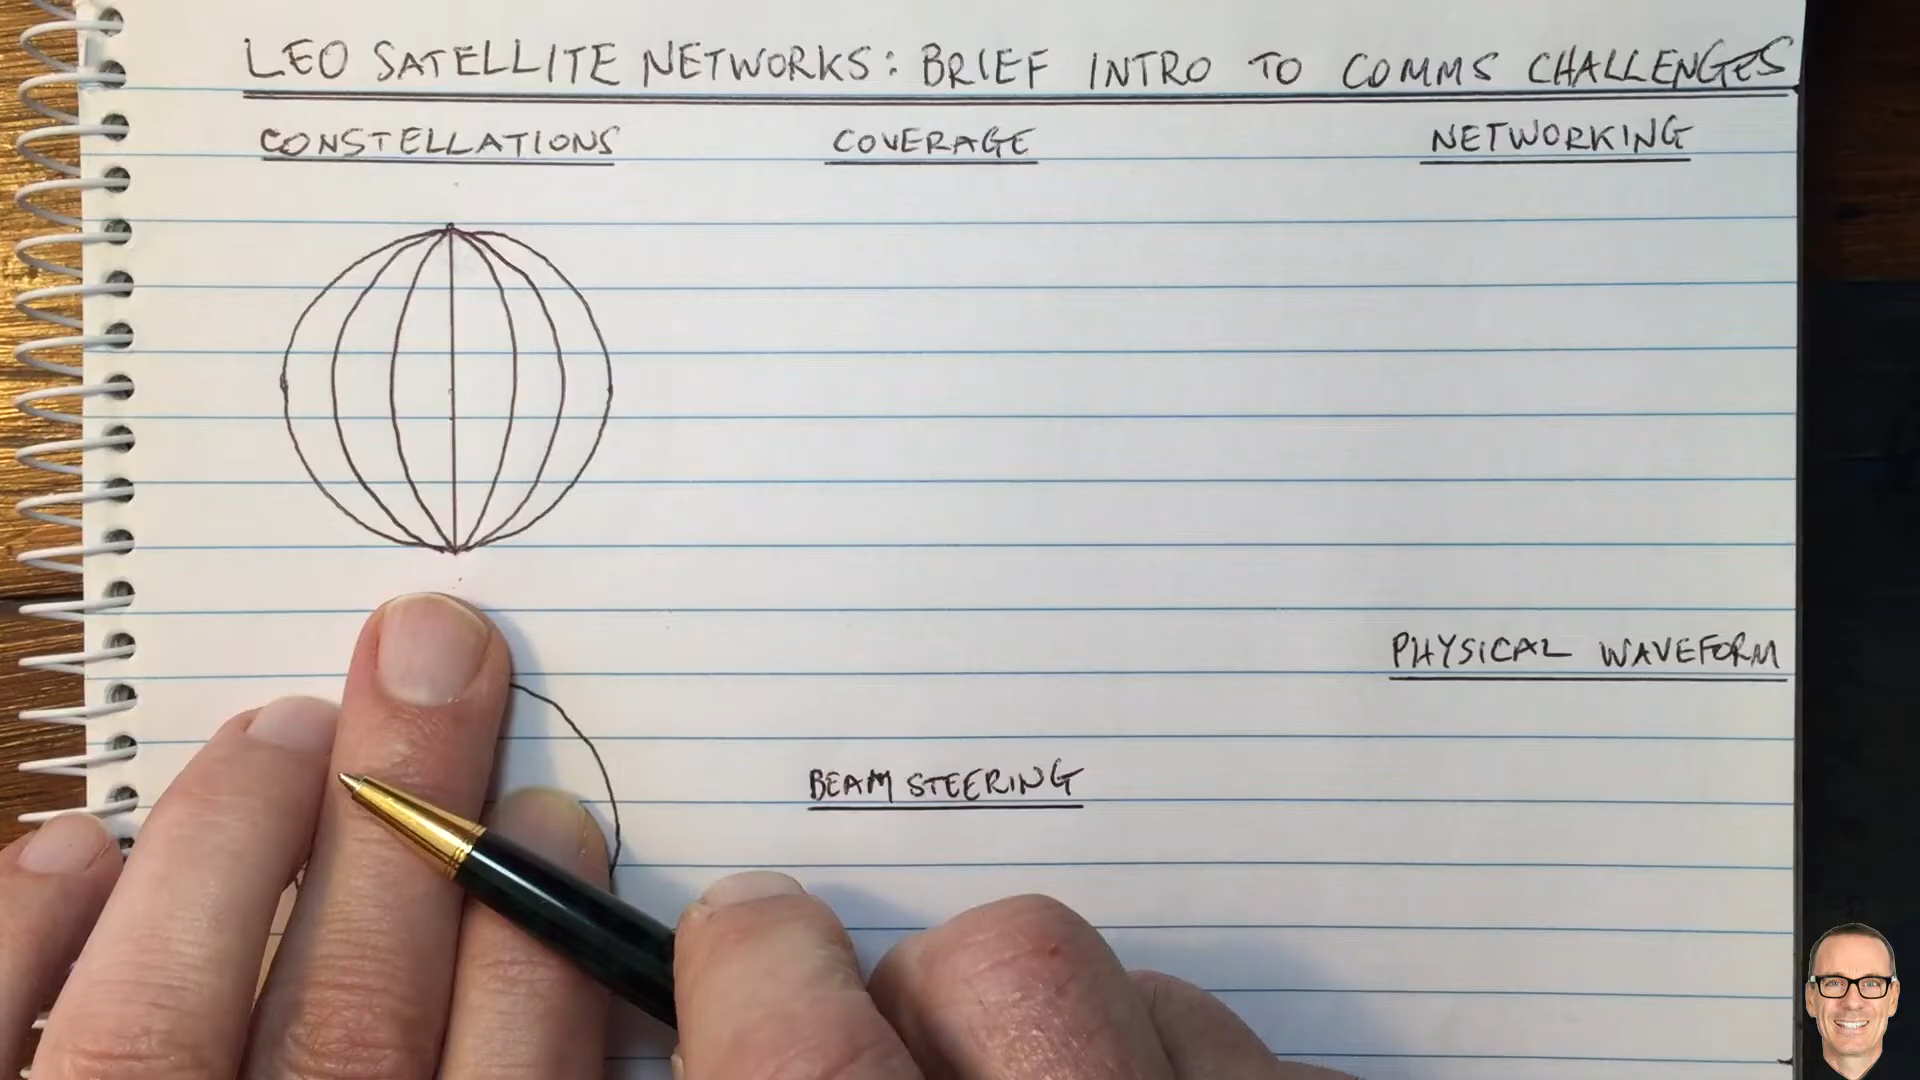 LEO SATELLITE NETWORKS: BRIEF INTRO TO COMMS CHALLENGES
CONSTELLATIONS
COVERAGE
NETWORKING
PHYSICAL WAVEFORM
BEAM STEERING